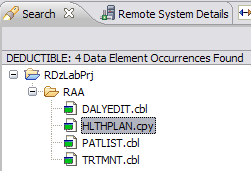 Search Remote System Details
DEDUCTIBLE: 4 Data Element Occurrences Found
RDzLabPrj
RAA
DALYEDIT.cbl
HLTHPLAN.cpy
PATLIST.cbl
TRTMNT.cbl